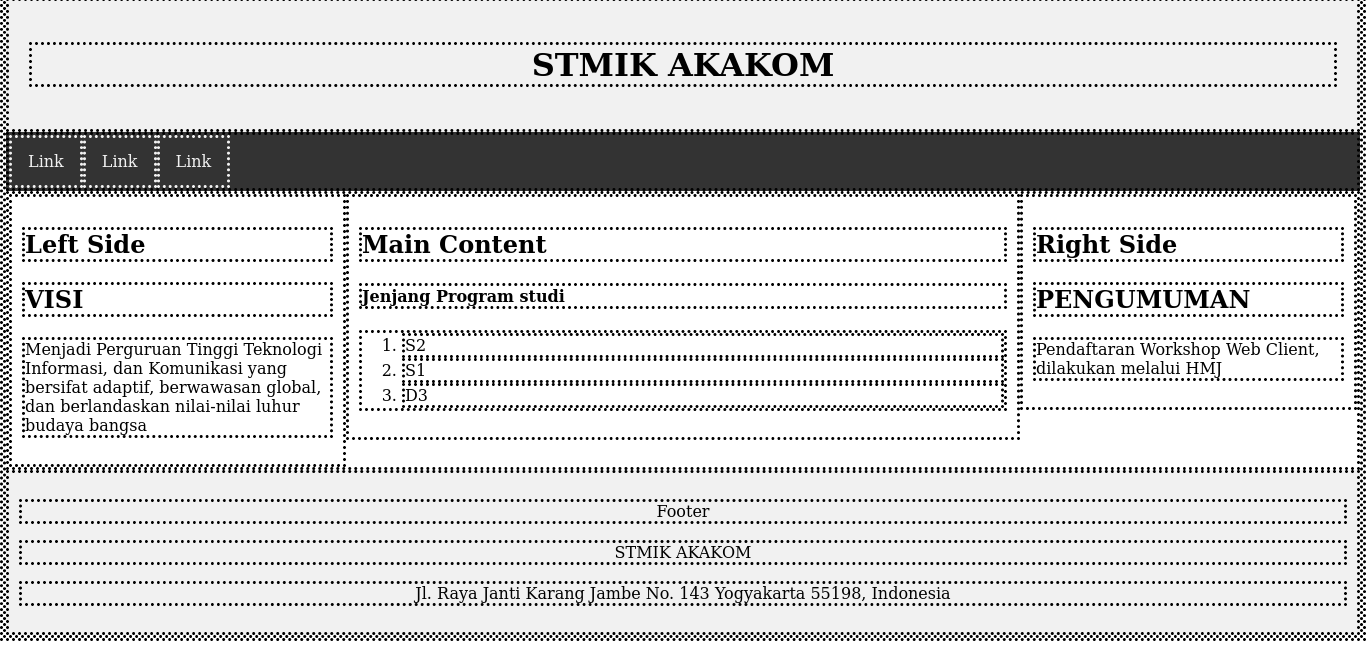 STMIK AKAKOM
Link Link Link
Left Side
VISI
Menjadi Perguruan Tinggi Teknologi
Informasi, dan Komunikasi yang
bersifat adaptif, berwawasan global,
dan berlandaskan nilai-nilai luhur
budaya bangsa
Main Content
Jenjang Program studi
1. S2
2. S1
3. D3
Right Side
PENGUMUMAN
Pendaftaran Workshop Web Client,
dilakukan melalui HMJ
Footer
STMIK AKAKOM
Jl. Raya Janti Karang Jambe No. 143 Yogyakarta 55198, Indonesia